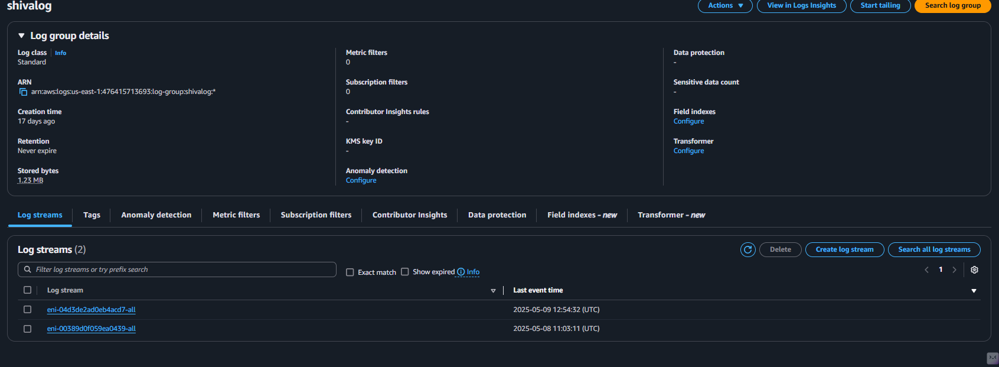 shivalog
Actions
View in Logs Insights
Start tailing
Search log group
Log group details
Log class
Info
Standard
ARN
arn:aws:logs:us-east-1:476415713693:log-group:shivalog:*
Creation time
17 days ago
Retention
Never expire
Stored bytes
1.23 MB
Metric filters
0
Subscription filters
0
Contributor Insights rules
-
KMS key ID
-
Anomaly detection
Configure
Data protection
-
Sensitive data count
-
Field indexes
Configure
Transformer
Configure
Log streams
Tags
Anomaly detection
Metric filters
Subscription filters
Contributor Insights
Data protection
Field indexes - new
Transformer - new
Log streams (2)
Delete
Create log stream
Search all log streams
Filter log streams or try prefix search
Exact match
Show expired
Info
1
Log stream
Last event time
eni-04d3de2ad0eb4acd7-all
2025-05-09 12:54:32 (UTC)
eni-00389d0f059ea0439-all
2025-05-08 11:03:11 (UTC)